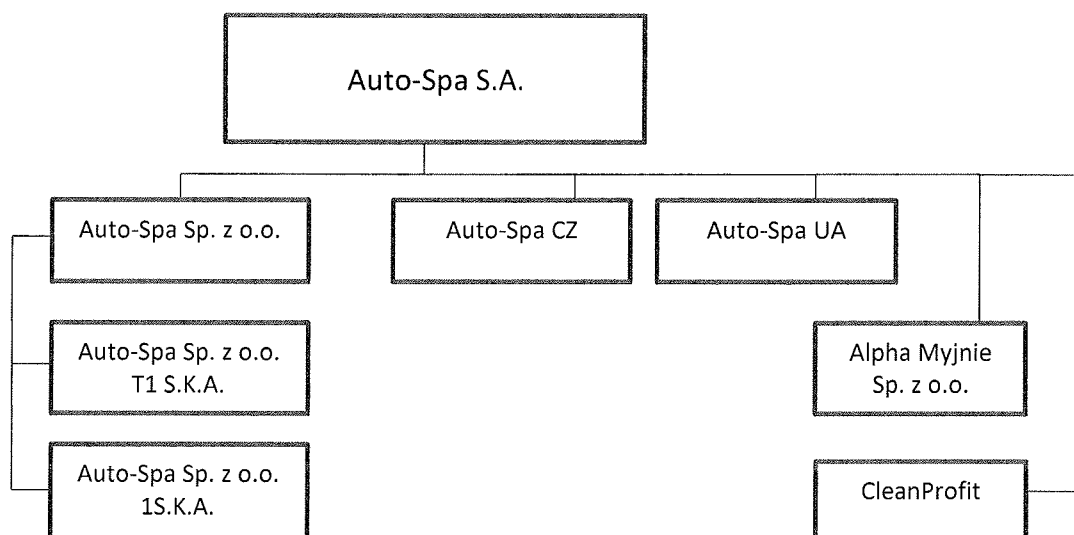 Auto-Spa S.A.
Auto-Spa Sp. z o.o.
Auto-Spa CZ
Auto-Spa UA
Auto-Spa Sp. z o.o.
T1 S.K.A.
Alpha Myjnie
Sp. z o.o.
Auto-Spa Sp. z o.o.
1S.K.A.
CleanProfit